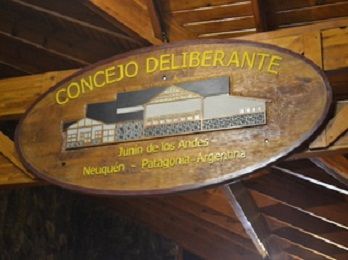 CONCEJO DELIBERANTE
Junín de los Andes
Neuquén - Patagonia - Argentina